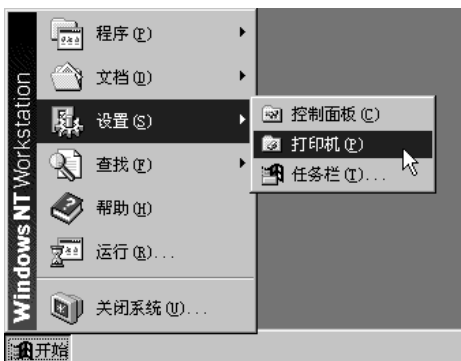 Windows NT Workstation
程序(P)
文档(D)
设置(S)
控制面板(C)
打印机(P)
任务栏(T)...
查找(F)
帮助(H)
运行(R)...
关闭系统(U)...
开始